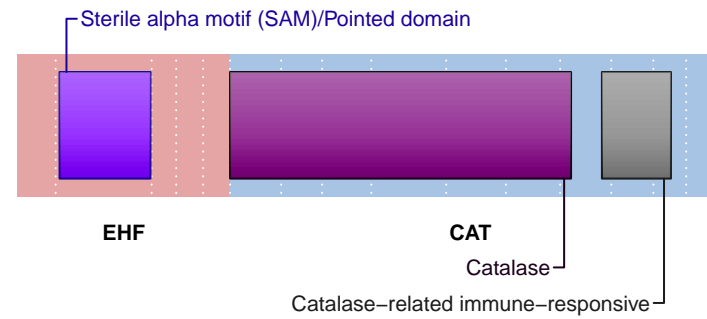 Sterile alpha motif (SAM)/Pointed domain
EHF CAT
Catalase
Catalase−related immune−responsive